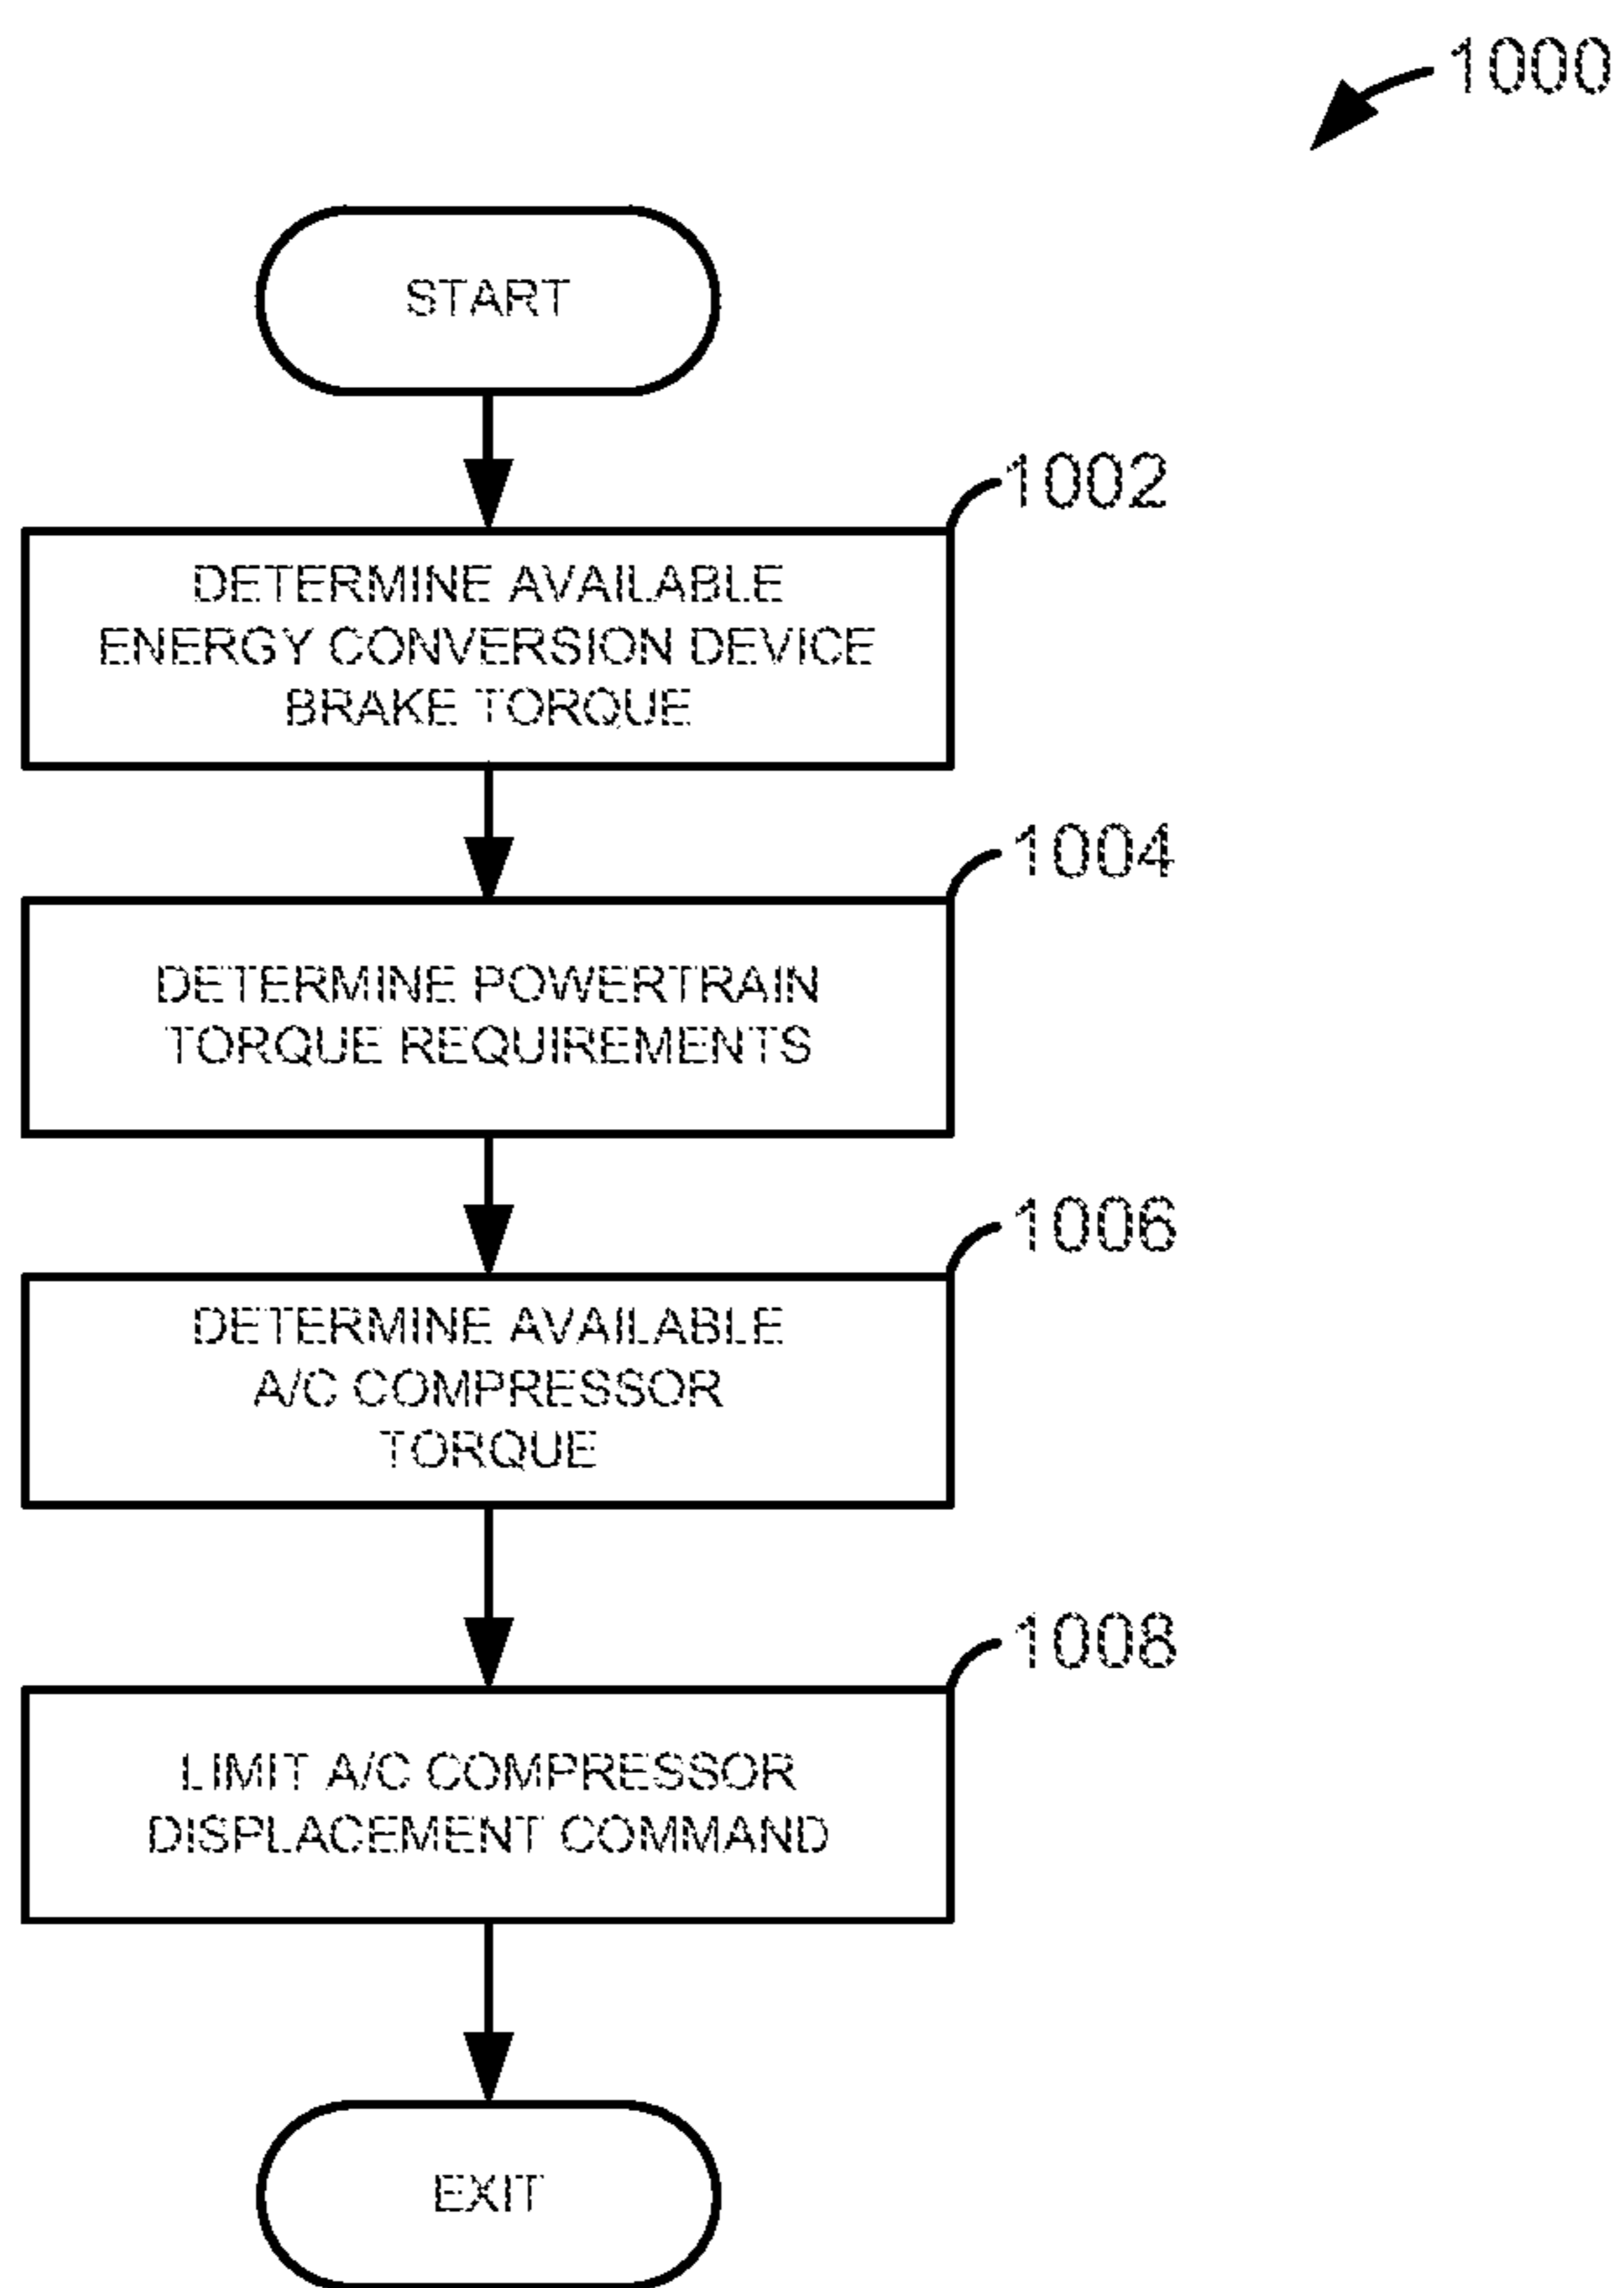 1000
START
1002
DETERMINE AVAILABLE
ENERGY CONVERSION DEVICE
BRAKE TORQUE
1004
DETERMINE POWERTRAIN
TORQUE REQUIREMENTS
1006
DETERMINE AVAILABLE
A/C COMPRESSOR
TORQUE
1008
LIMIT A/C COMPRESSOR
DISPLACEMENT COMMAND
EXIT